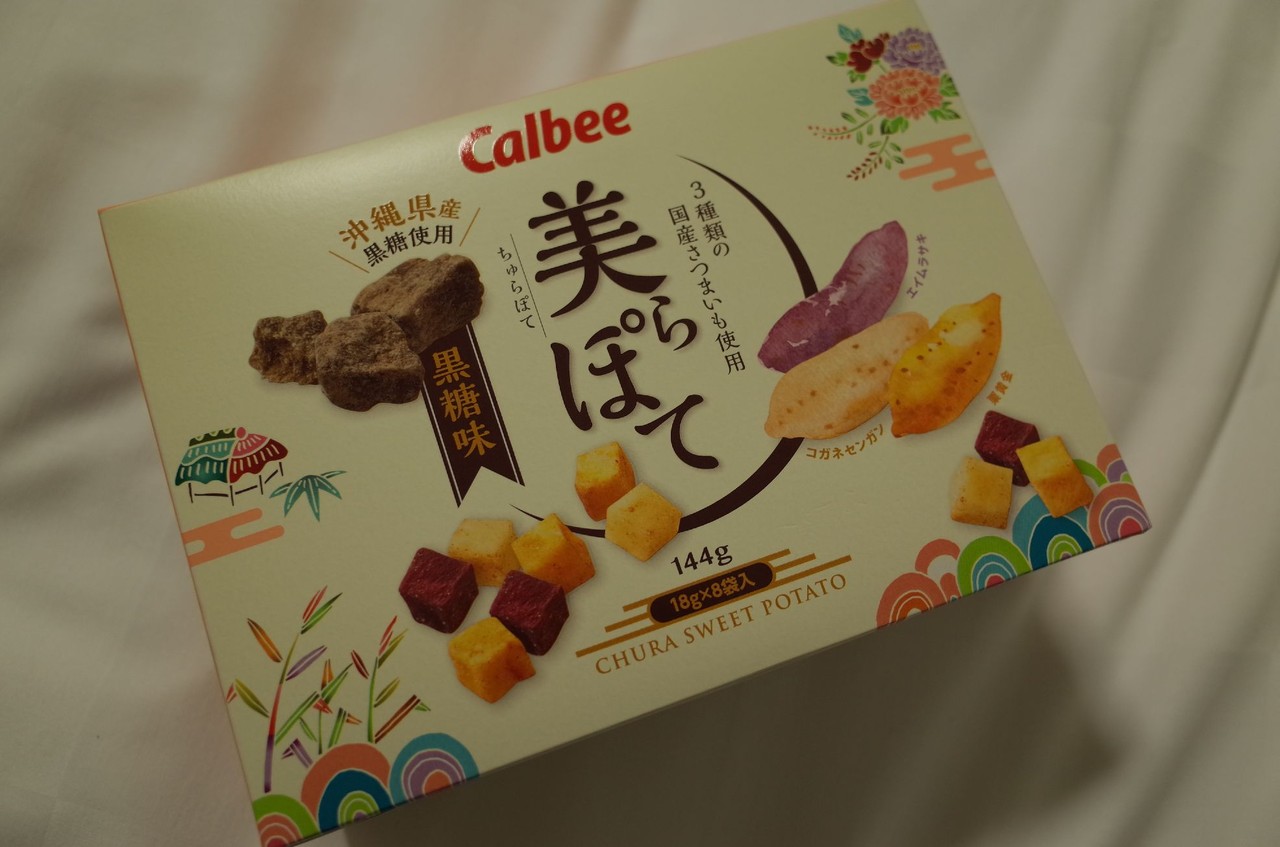 Calbee
沖縄県産
黒糖使用
黒糖味
3種類の
国産さつまいも使用
美らぽて
ちゅらぽて
エイムラサキ
コガネセンガン
144g
18g×8袋入
CHURA SWEET POTATO